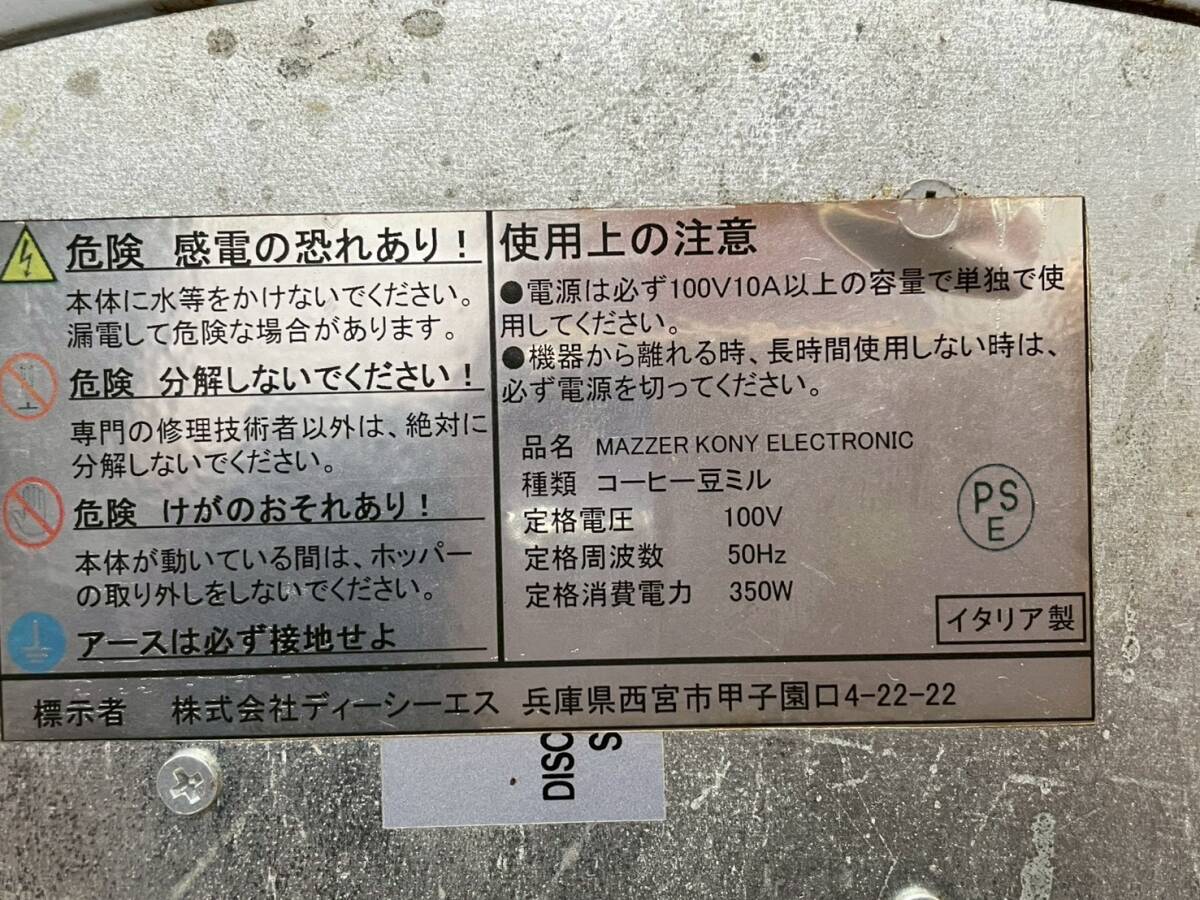 危険 感電の恐れあり！
本体に水等をかけないでください。
漏電して危険な場合があります。
危険 分解しないでください！
専門の修理技術者以外は、絶対に
分解しないでください。
危険 けがのおそれあり！
本体が動いている間は、ホッパー
の取り外しをしないでください。
アースは必ず接地せよ
使用上の注意
●電源は必ず100V10A以上の容量で単独で使
用してください。
●機器から離れる時、長時間使用しない時は、
必ず電源を切ってください。
品名 MAZZER KONY ELECTRONIC
種類 コーヒー豆ミル
定格電圧 100V
定格周波数 50Hz
定格消費電力 350W
PS
E
イタリア製
標示者 株式会社ディーシーエス 兵庫県西宮市甲子園口4-22-22
DISC
S